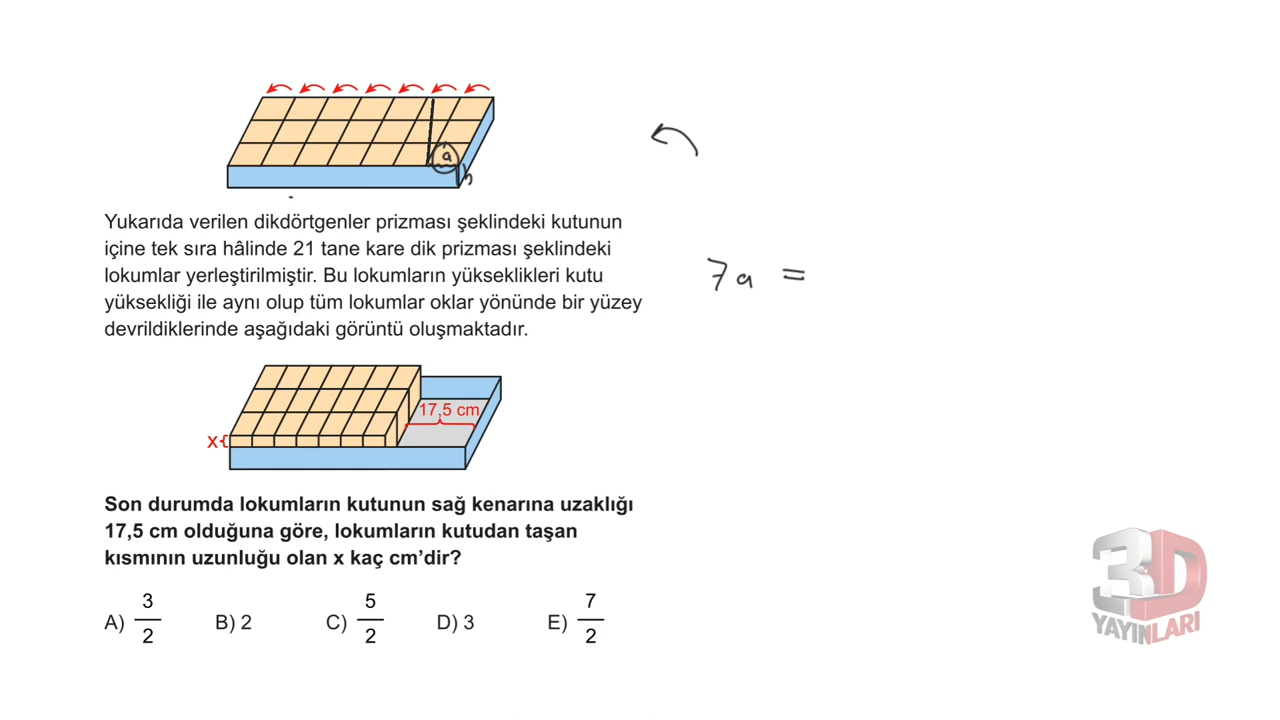 a
h
Yukarıda verilen dikdörtgenler prizması şeklindeki kutunun
içine tek sıra hâlinde 21 tane kare dik prizması şeklindeki
lokumlar yerleştirilmiştir. Bu lokumların yükseklikleri kutu
yüksekliği ile aynı olup tüm lokumlar oklar yönünde bir yüzey
devrildiklerinde aşağıdaki görüntü oluşmaktadır.
7a =
17,5 cm
x
Son durumda lokumların kutunun sağ kenarına uzaklığı
17,5 cm olduğuna göre, lokumların kutudan taşan
kısmının uzunluğu olan x kaç cm'dir?
A) 3/2 B) 2 C) 5/2 D) 3 E) 7/2
3D
YAYINLARI